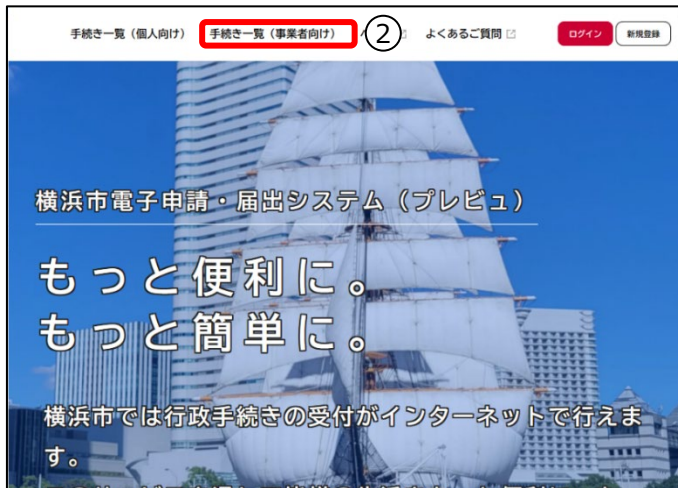 手続き一覧（個人向け） 手続き一覧（事業者向け） ② よくあるご質問 ログイン 新規登録
横浜市電子申請・届出システム（プレビュ）
もっと便利に。
もっと簡単に。
横浜市では行政手続きの受付がインターネットで行えま
す。